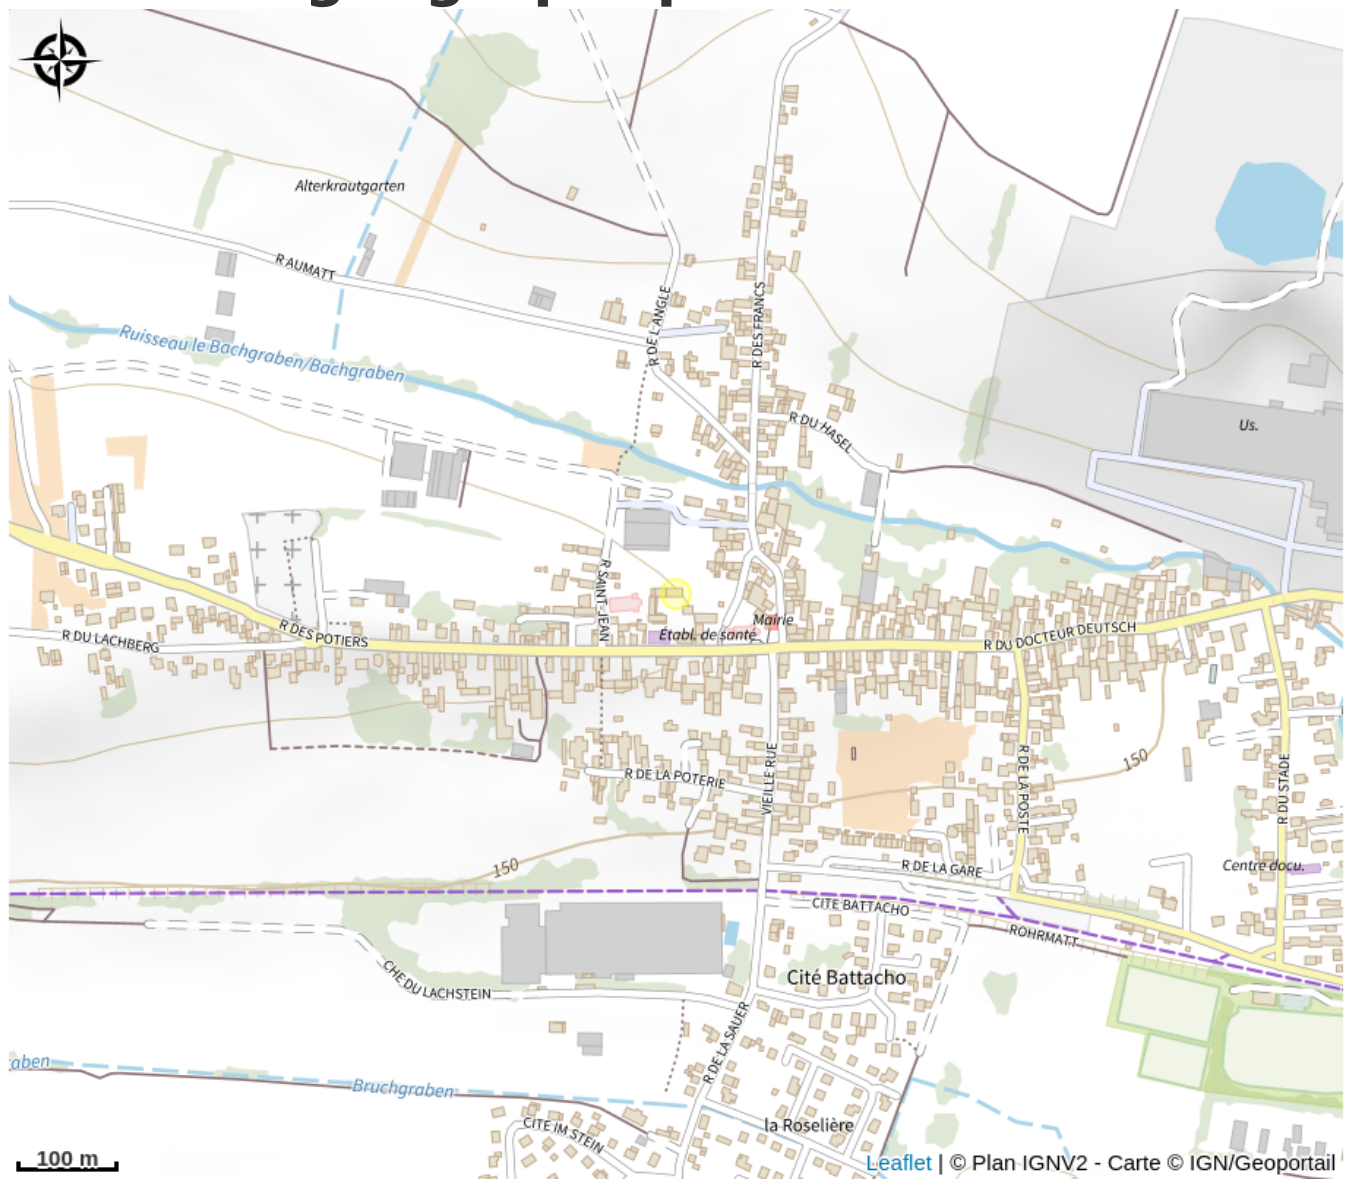 Alterkrautgarten
R AUMATT
R DE L'ANGLE
R DES FRANCS
Ruisseau le Bachgraben/Bachgraben
R DU HASEL
Us.
R SAINT-JEAN
Mairie
Établ. de santé
R DES POTIERS
R DU LACHBERG
R DU DOCTEUR DEUTSCH
150
R DE LA POTERIE
VIEILLE RUE
R DE LA POSTE
R DU STADE
150
R DE LA GARE
Centre docu.
CITE BATTACHO
ROHRMATT
Cité Battacho
CHE DU LACHSTEIN
R DE LA SAUER
aben
Bruchgraben
la Roselière
CITE IM STEIN
100 m
Leaflet | © Plan IGNV2 - Carte © IGN/Geoportail